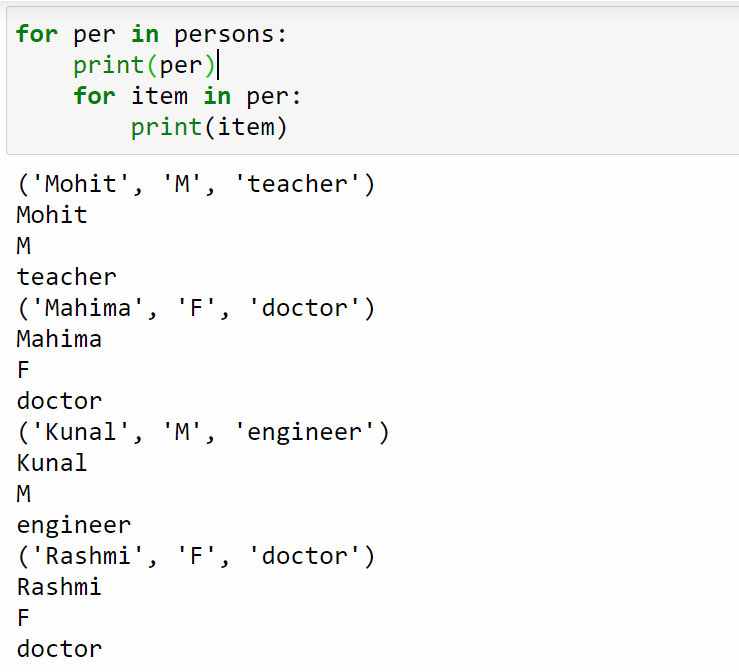 for per in persons:
    print(per)
    for item in per:
        print(item)
('Mohit', 'M', 'teacher')
Mohit
M
teacher
('Mahima', 'F', 'doctor')
Mahima
F
doctor
('Kunal', 'M', 'engineer')
Kunal
M
engineer
('Rashmi', 'F', 'doctor')
Rashmi
F
doctor